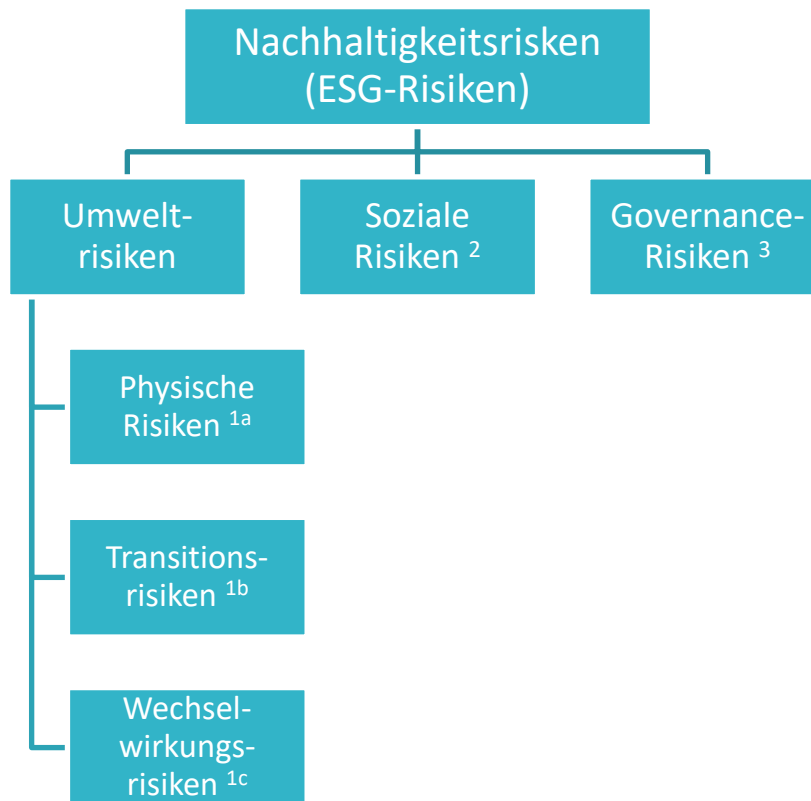 Nachhaltigkeitsrisken
(ESG-Risiken)
Umwelt-
risiken
Soziale
Risiken ²
Governance-
Risiken ³
Physische
Risiken ¹ᵃ
Transitions-
risiken ¹ᵇ
Wechsel-
wirkungs-
risiken ¹ᶜ